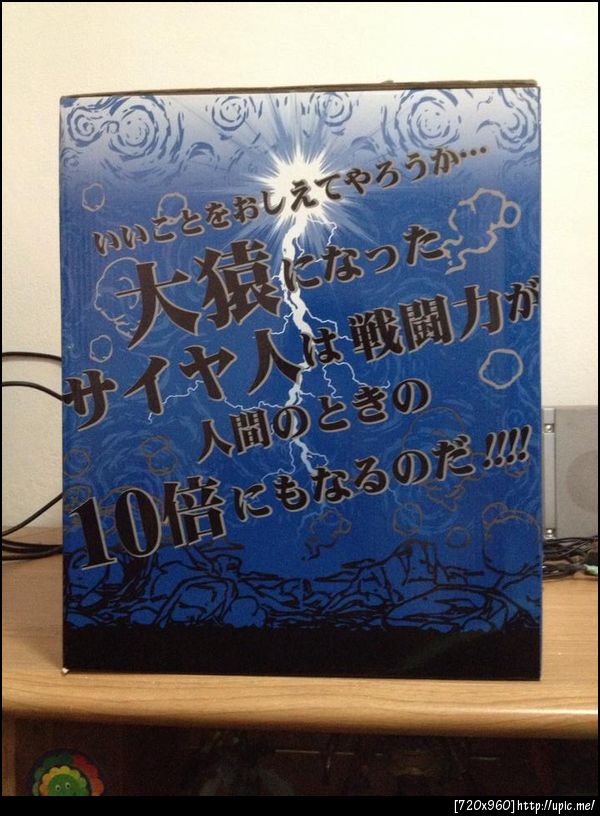 いいことをおしえてやろうか…
大猿になった
サイヤ人は戦闘力が
人間のときの
10倍にもなるのだ!!!!
[720x960]http://upic.me/